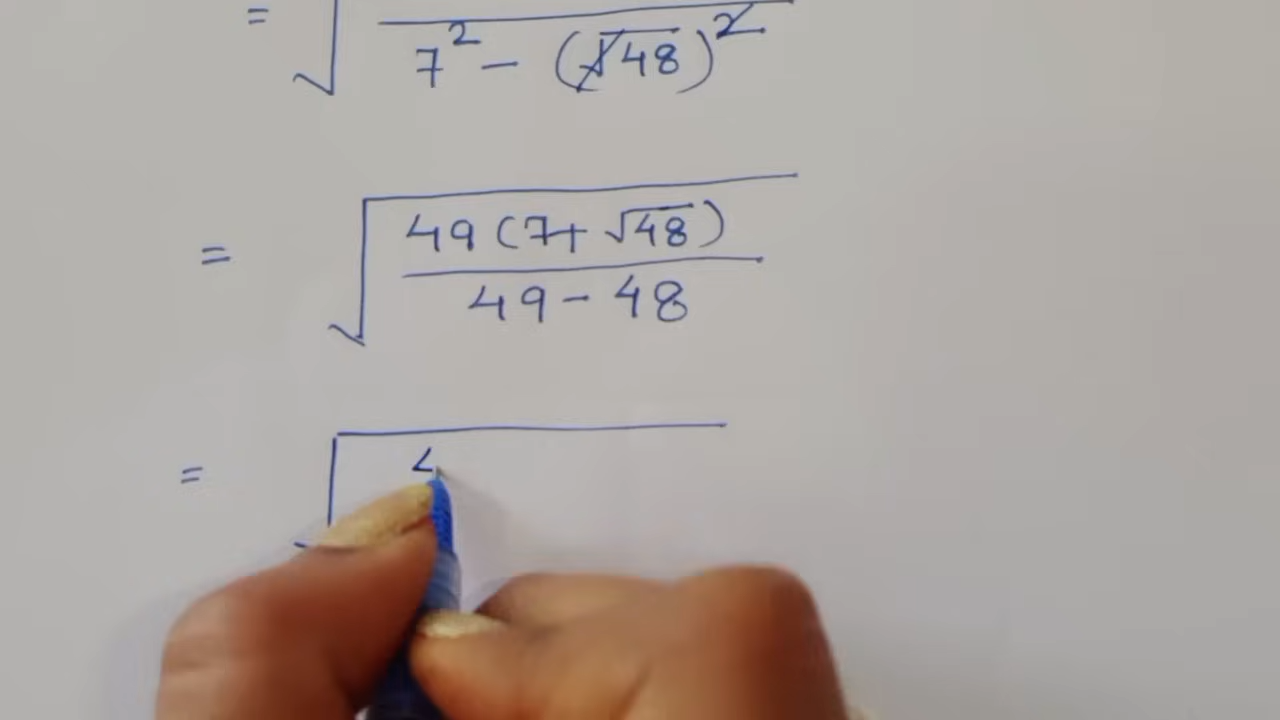 = √
7² - (√48)²
= √
49 (7+ √48)
49 - 48
= √
4